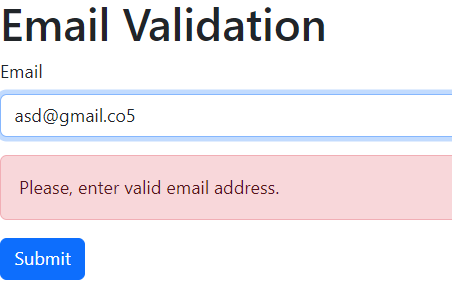 Email Validation
Email
asd@gmail.co5
Please, enter valid email address.
Submit